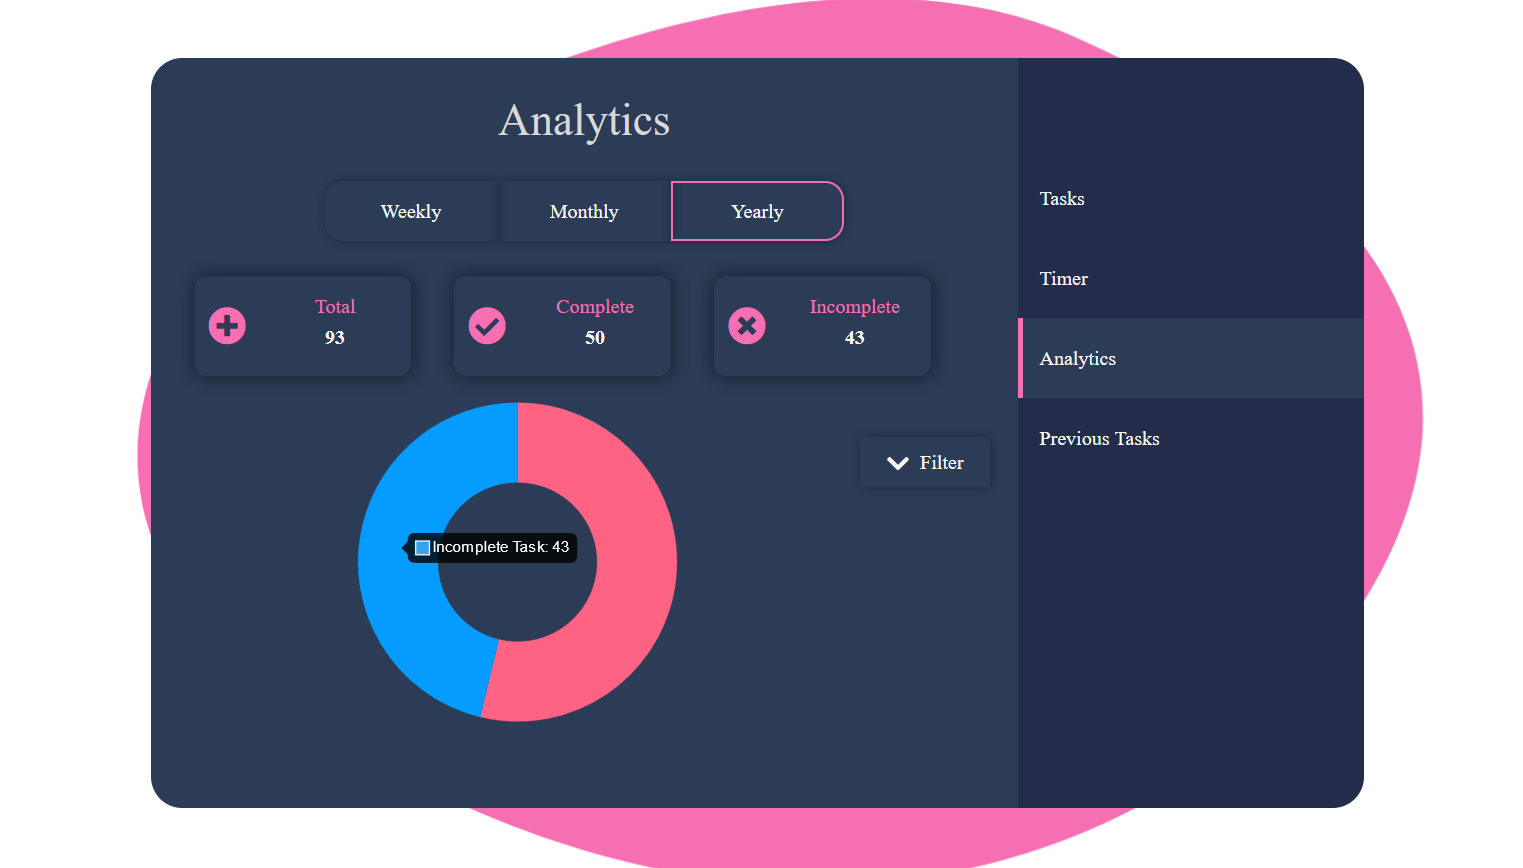 Analytics
Weekly Monthly Yearly
Total
93
Complete
50
Incomplete
43
Filter
Incomplete Task: 43
Tasks
Timer
Analytics
Previous Tasks